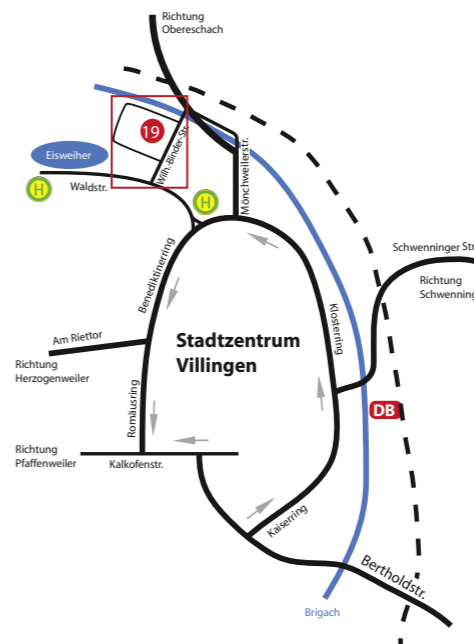 Richtung
Obereschach
19
Eisweiher
Wilh.-Binder-Str.
H
Waldstr.
H
Mönchweilerstr.
Schwenninger Str
Richtung
Schwenning
Benediktinerring
Klosterring
Am Riettor
Stadtzentrum
Villingen
Richtung
Herzogenweiler
Romäusring
DB
Richtung
Pfaffenweiler
Kalkofenstr.
Kaiserring
Bertholdstr.
Brigach